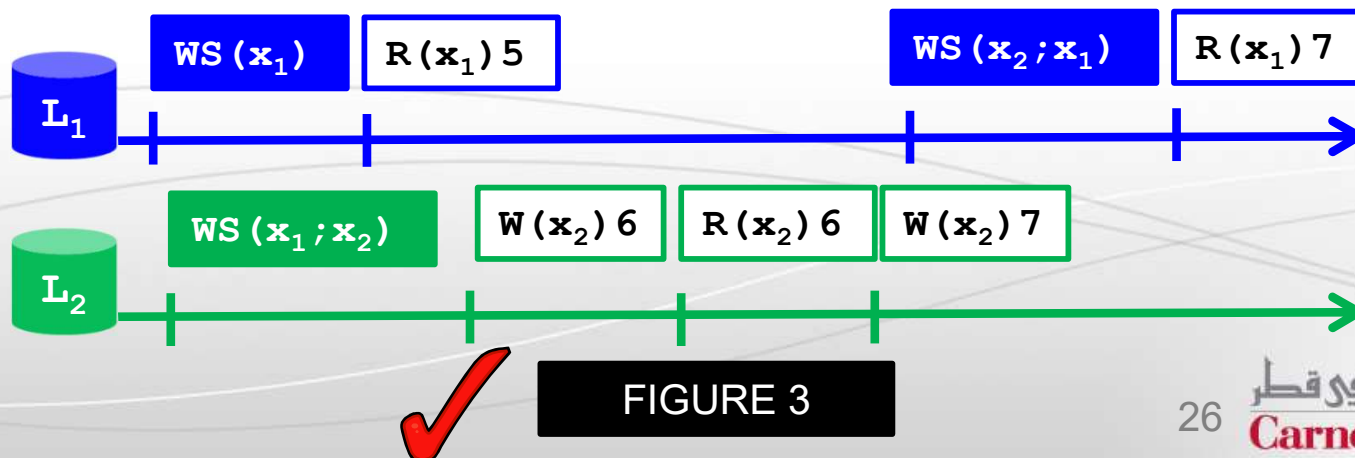 WS(x₁) R(x₁)5 WS(x₂;x₁) R(x₁)7
L₁
WS(x₁;x₂) W(x₂)6 R(x₂)6 W(x₂)7
L₂
FIGURE 3
26